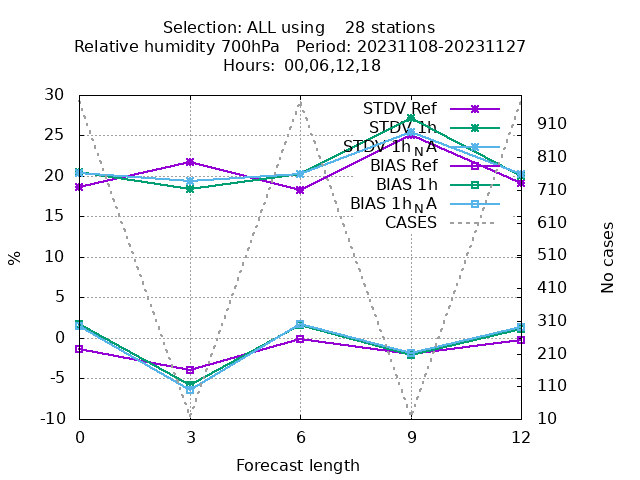 Selection: ALL using    28 stations
Relative humidity 700hPa   Period: 20231108-20231127
Hours: 00,06,12,18
STDV Ref
STDV 1h
STDV 1h_NA
BIAS Ref
BIAS 1h
BIAS 1h_NA
CASES
30
25
20
15
10
5
0
-5
-10
%
910
810
710
610
510
410
310
210
110
10
No cases
0 3 6 9 12
Forecast length